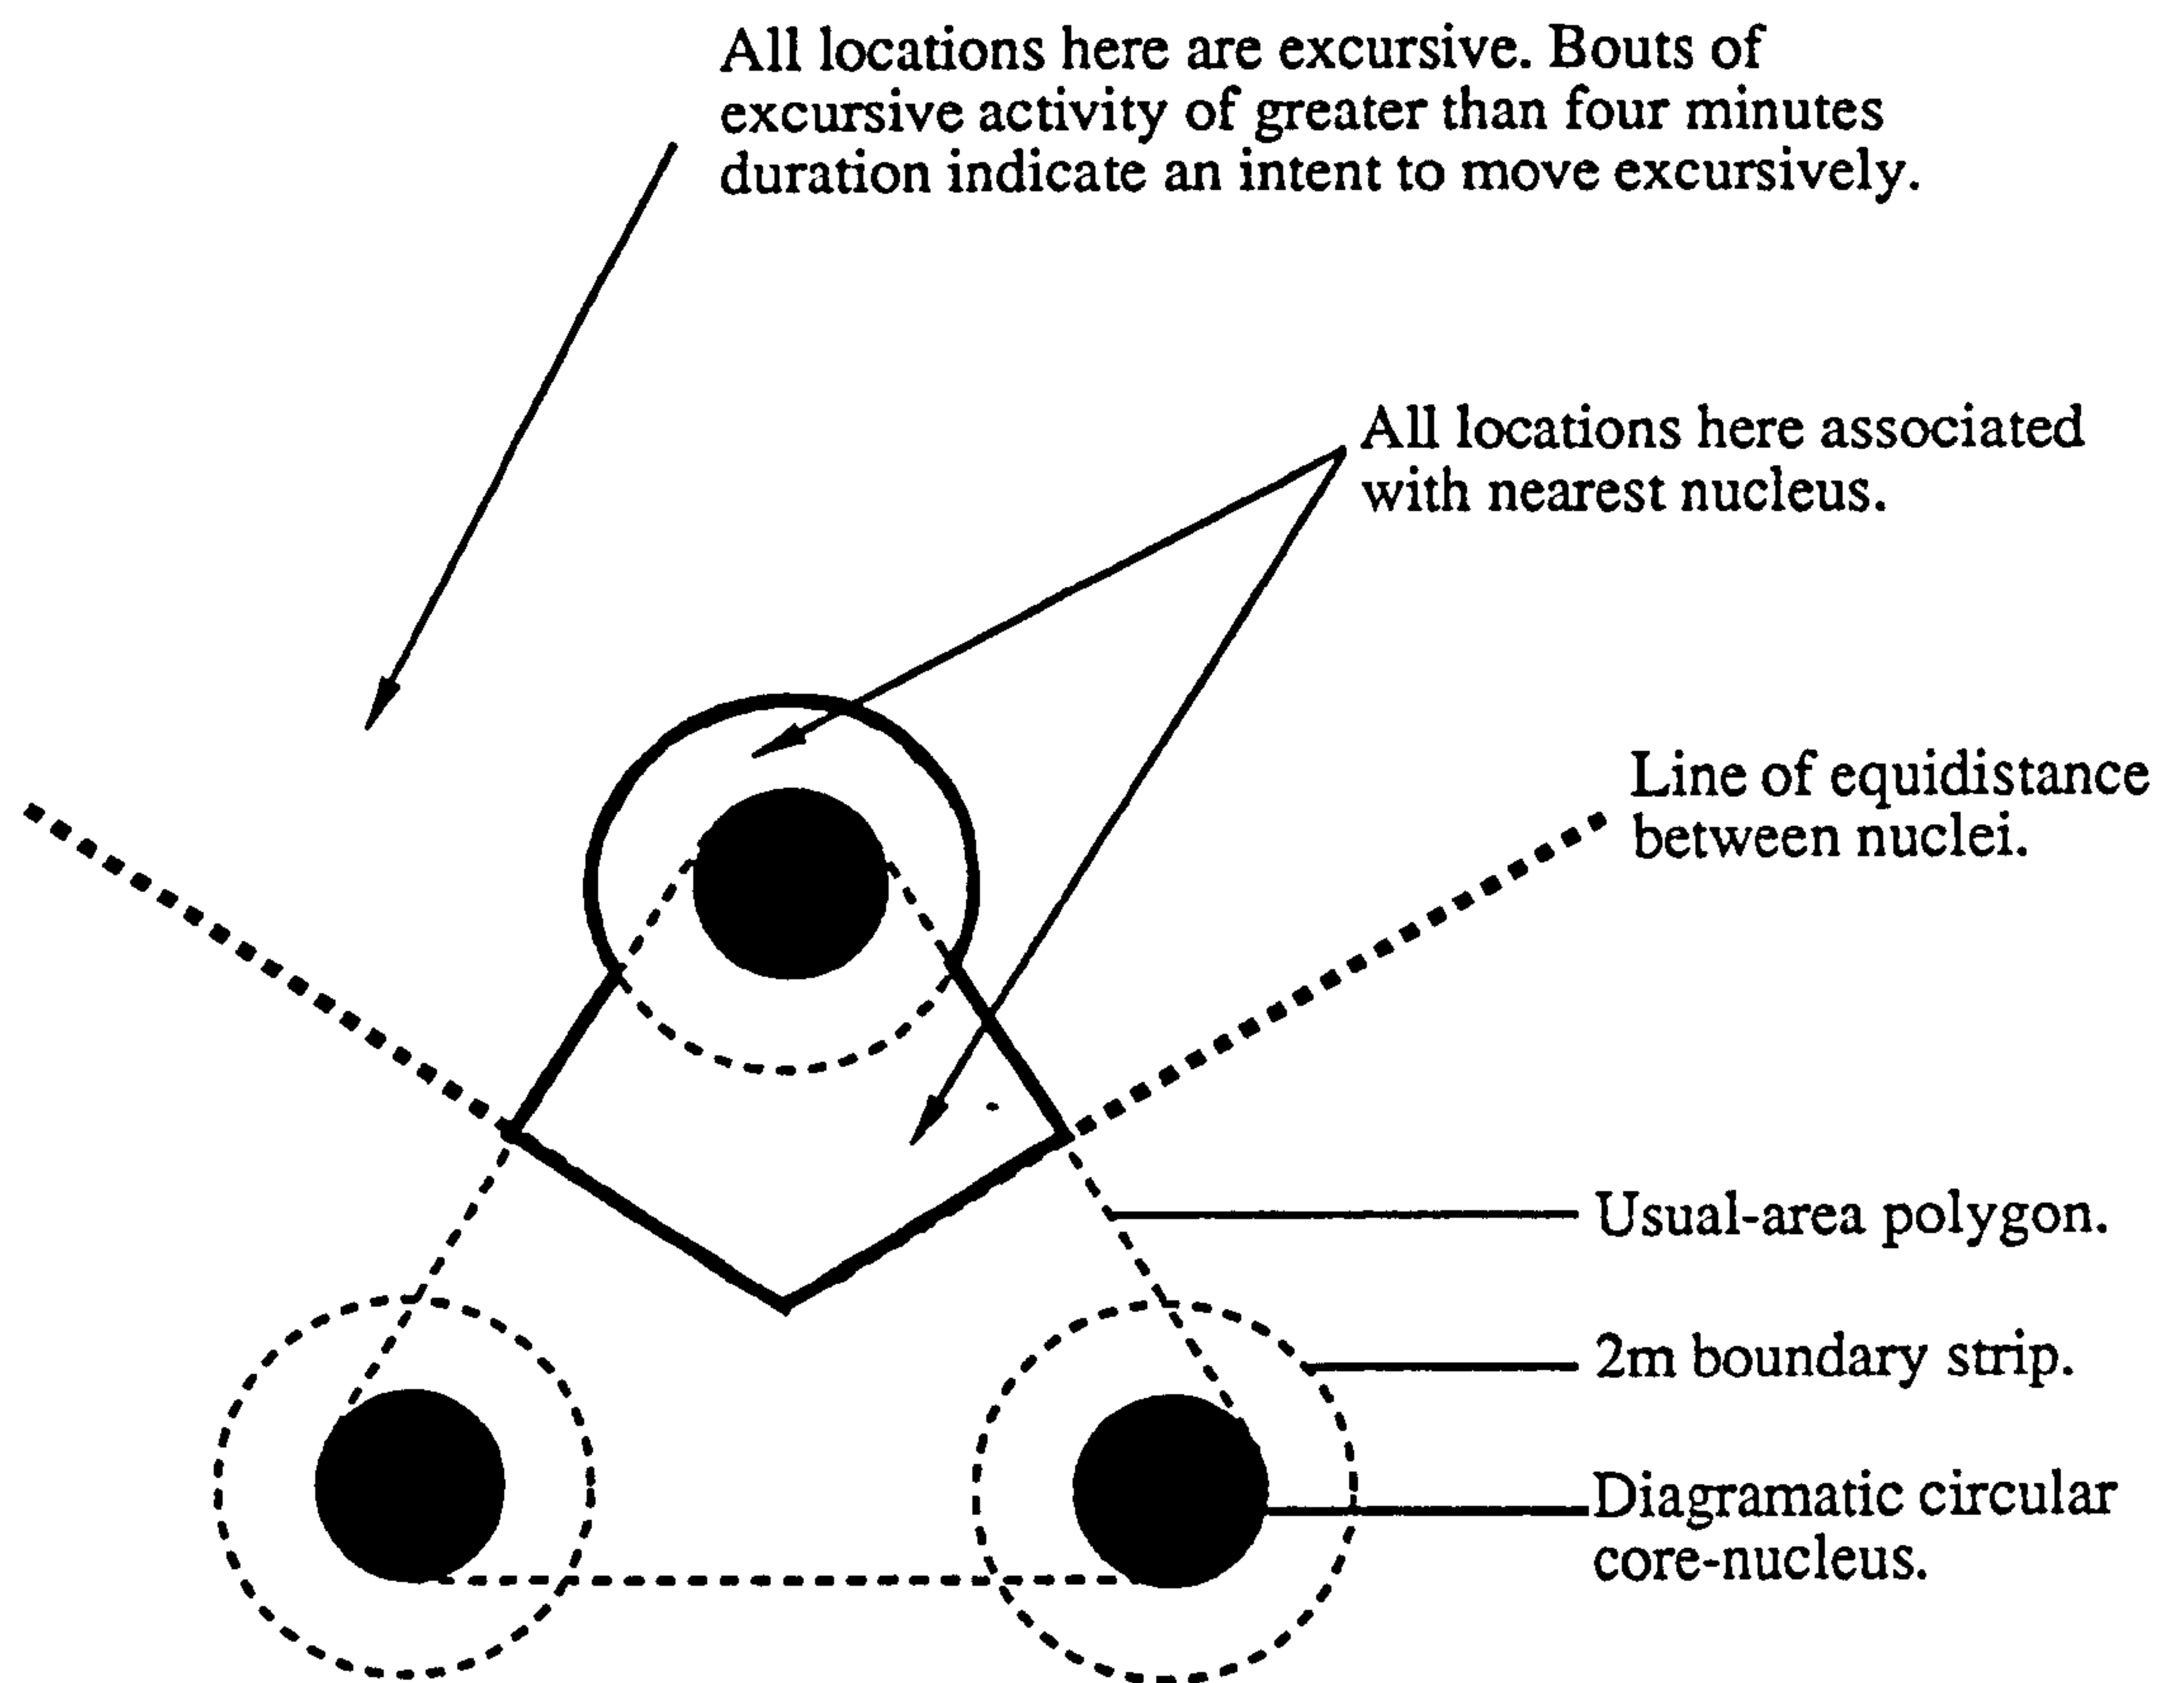 All locations here are excursive. Bouts of
excursive activity of greater than four minutes
duration indicate an intent to move excursively.
All locations here associated
with nearest nucleus.
Line of equidistance
between nuclei.
Usual-area polygon.
2m boundary strip.
Diagramatic circular
core-nucleus.